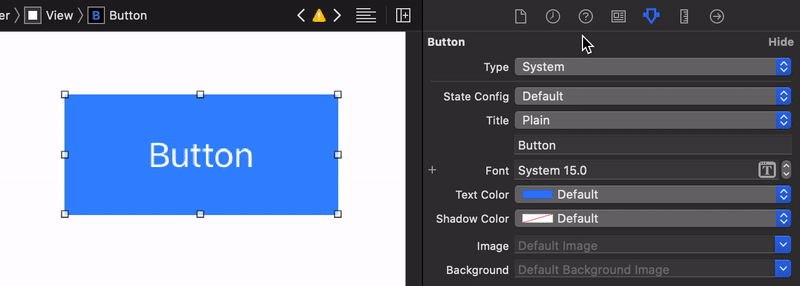 er > View > B Button
Button
Button Hide
Type System
State Config Default
Title Plain
Button
+ Font System 15.0 T
Text Color Default
Shadow Color Default
Image Default Image
Background Default Background Image